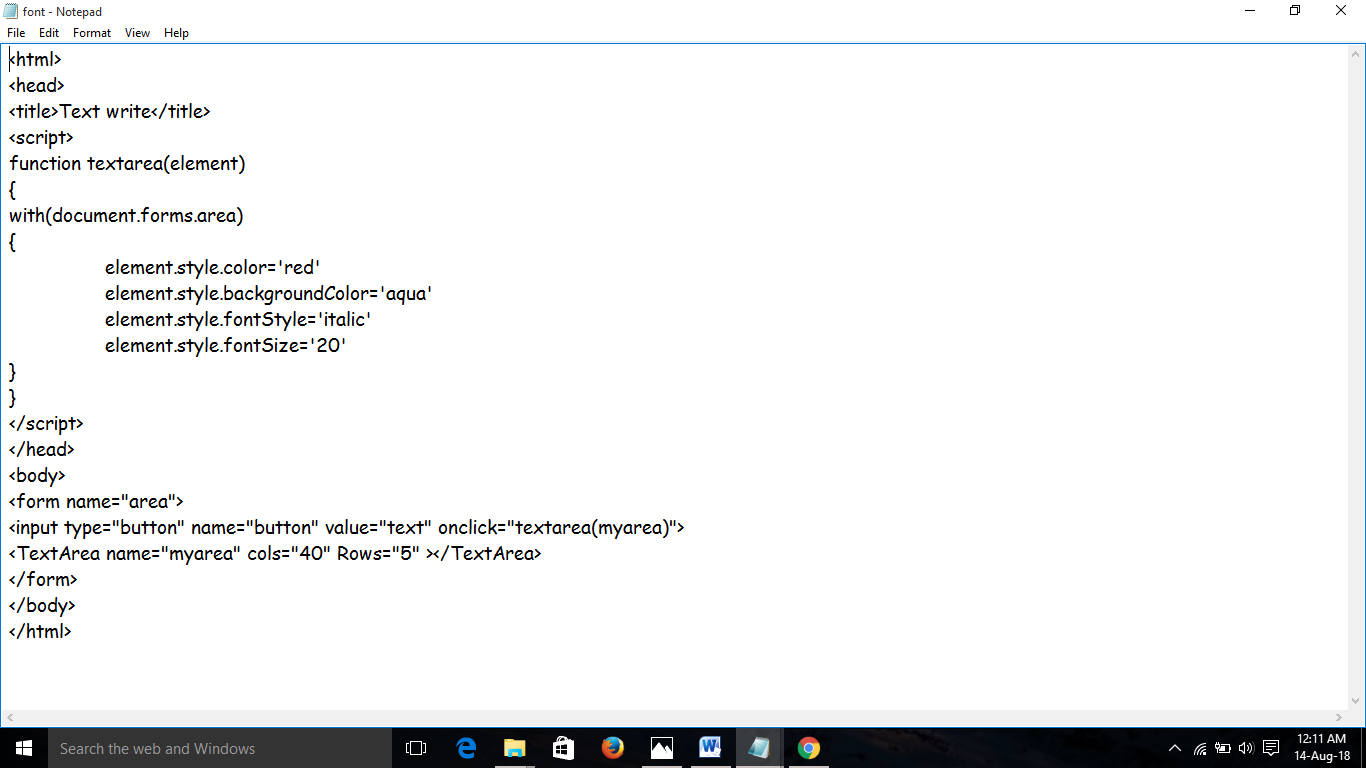 font - Notepad
File Edit Format View Help
<html>
<head>
<title>Text write</title>
<script>
function textarea(element)
{
with(document.forms.area)
{
element.style.color='red'
element.style.backgroundColor='aqua'
element.style.fontStyle='italic'
element.style.fontSize='20'
}
}
</script>
</head>
<body>
<form name="area">
<input type="button" name="button" value="text" onclick="textarea(myarea)">
<TextArea name="myarea" cols="40" Rows="5" ></TextArea>
</form>
</body>
</html>
Search the web and Windows
12:11 AM
14-Aug-18